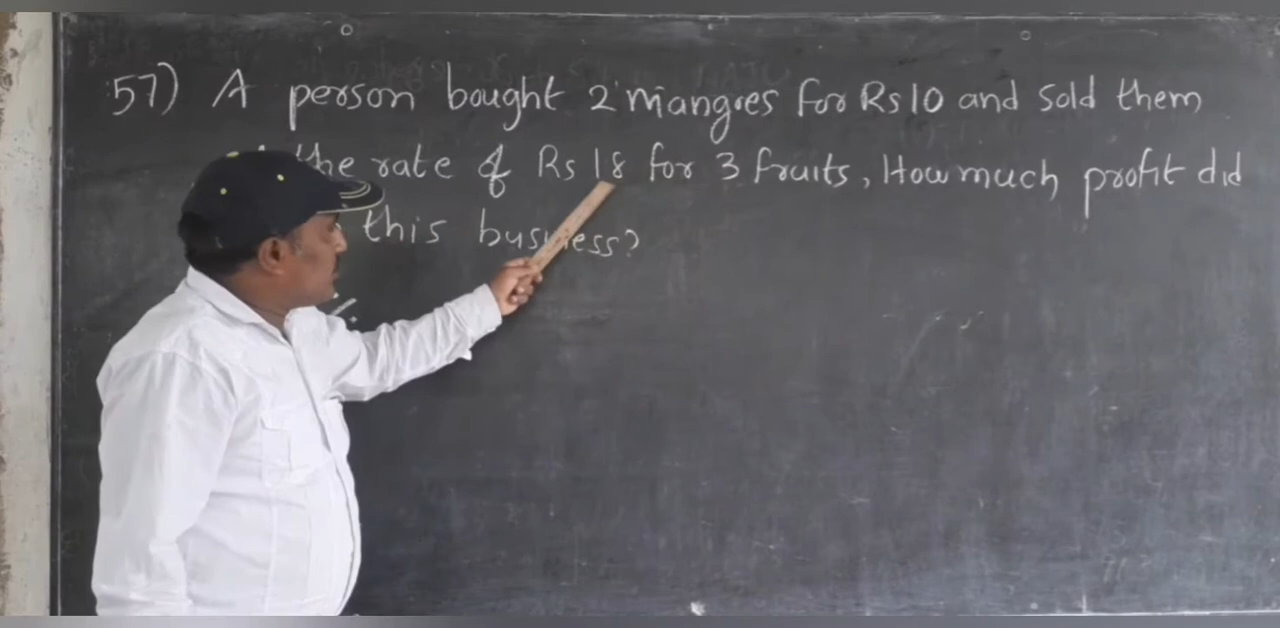 57) A person bought 2 mangoes for Rs 10 and sold them
the rate of Rs 18 for 3 fruits, How much profit did
this business?